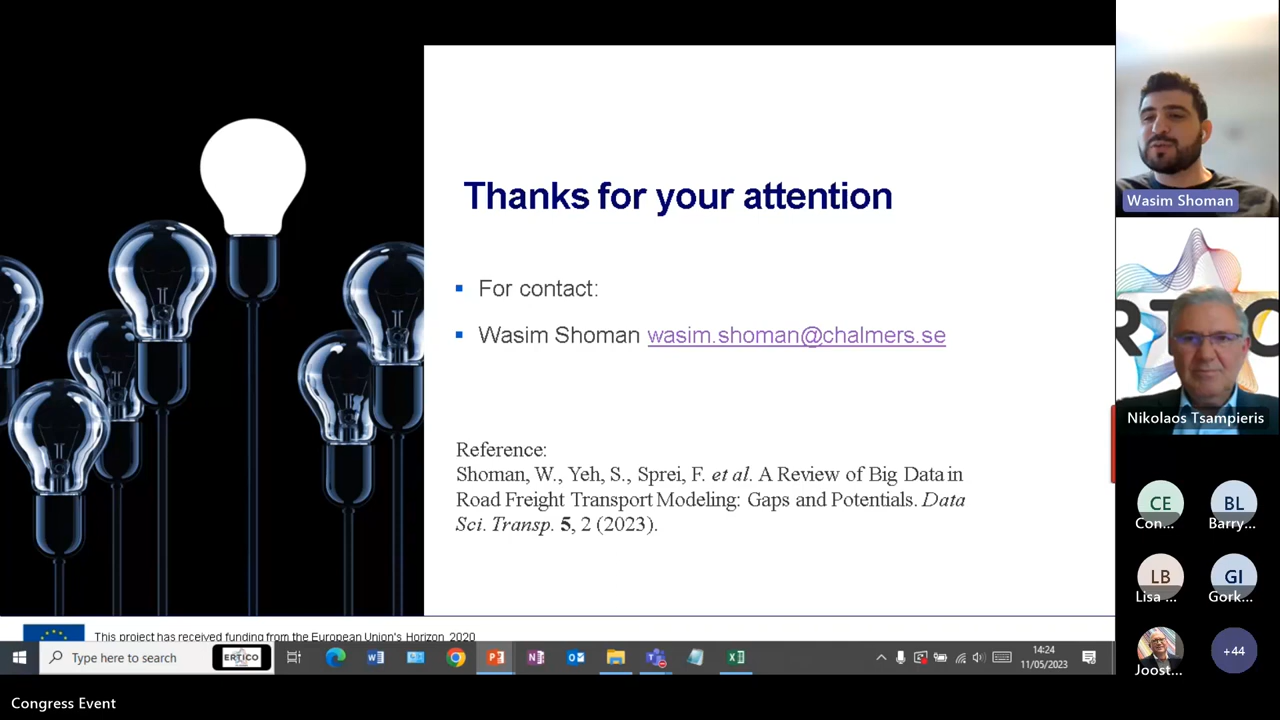 Thanks for your attention
For contact:
Wasim Shoman wasim.shoman@chalmers.se
Reference:
Shoman, W., Yeh, S., Sprei, F. et al. A Review of Big Data in
Road Freight Transport Modeling: Gaps and Potentials. Data
Sci. Transp. 5, 2 (2023).
This project has received funding from the European Union's Horizon 2020
Type here to search
ERTICO
14:24
11/05/2023
Congress Event
Wasim Shoman
Nikolaos Tsampieris
CE
BL
Con...
Barry...
LB
GI
Lisa ...
Gork...
Joost...
+44